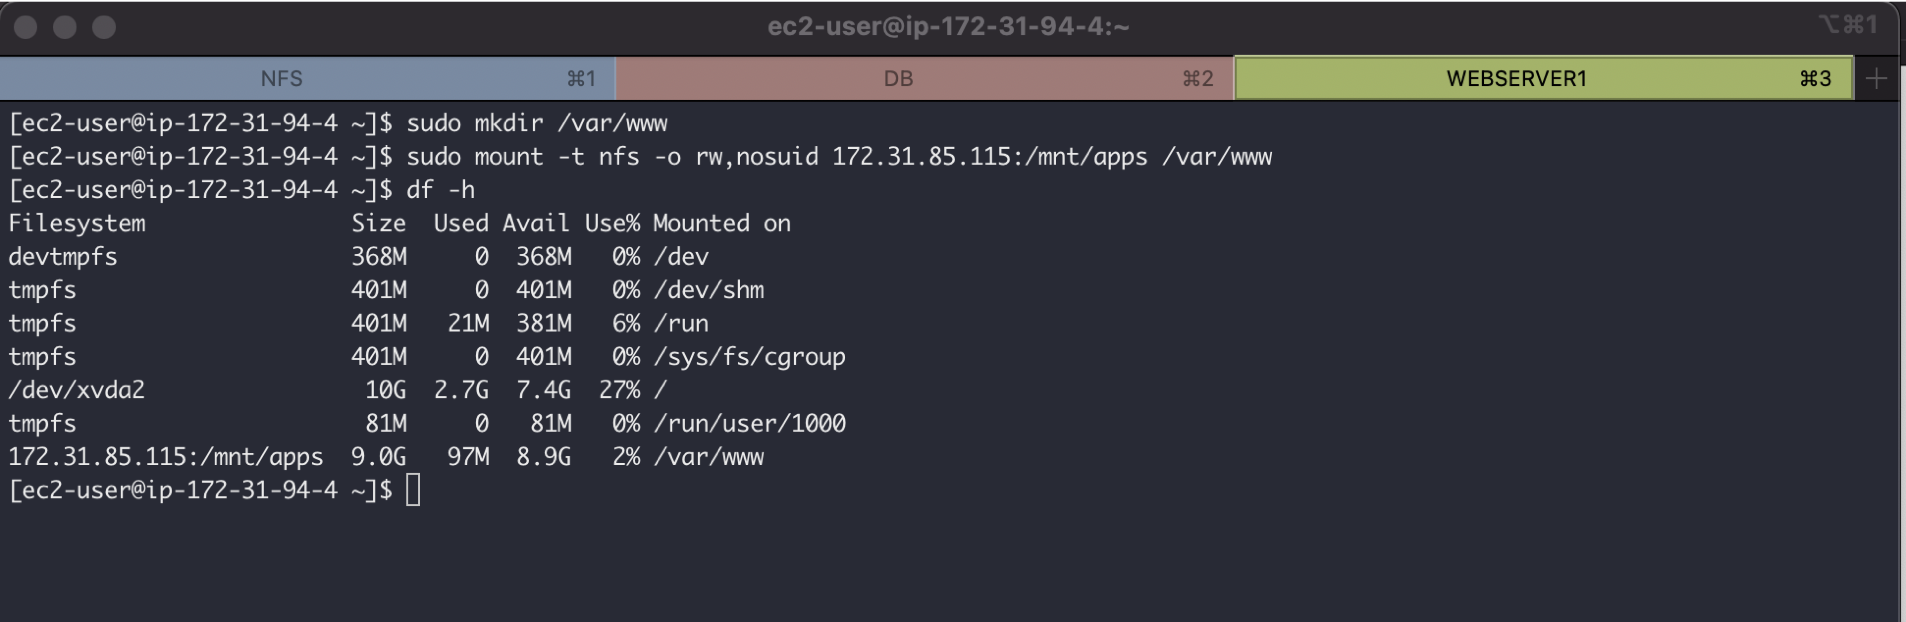 ec2-user@ip-172-31-94-4:~ ⌥⌘1
NFS ⌘1 DB ⌘2 WEBSERVER1 ⌘3 +
[ec2-user@ip-172-31-94-4 ~]$ sudo mkdir /var/www
[ec2-user@ip-172-31-94-4 ~]$ sudo mount -t nfs -o rw,nosuid 172.31.85.115:/mnt/apps /var/www
[ec2-user@ip-172-31-94-4 ~]$ df -h
Filesystem               Size  Used Avail Use% Mounted on
devtmpfs                 368M     0  368M   0% /dev
tmpfs                    401M     0  401M   0% /dev/shm
tmpfs                    401M   21M  381M   6% /run
tmpfs                    401M     0  401M   0% /sys/fs/cgroup
/dev/xvda2                10G  2.7G  7.4G  27% /
tmpfs                     81M     0   81M   0% /run/user/1000
172.31.85.115:/mnt/apps  9.0G   97M  8.9G   2% /var/www
[ec2-user@ip-172-31-94-4 ~]$